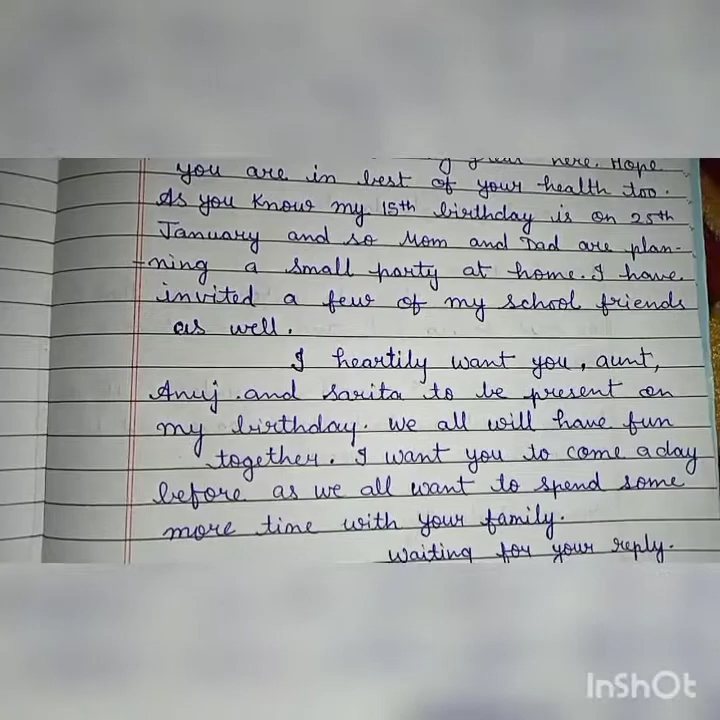 here. Hope
you are in best of your health too.
As you know my 15th birthday is on 25th
January and so Mom and Dad are plan-
-ning a small party at home. I have
invited a few of my school friends
as well.
I heartily want you, aunt,
Anuj .and Sarita to be present on
my birthday. We all will have fun
together. I want you to come a day
before as we all want to spend some
more time with your family.
Waiting for your reply.
InShOt